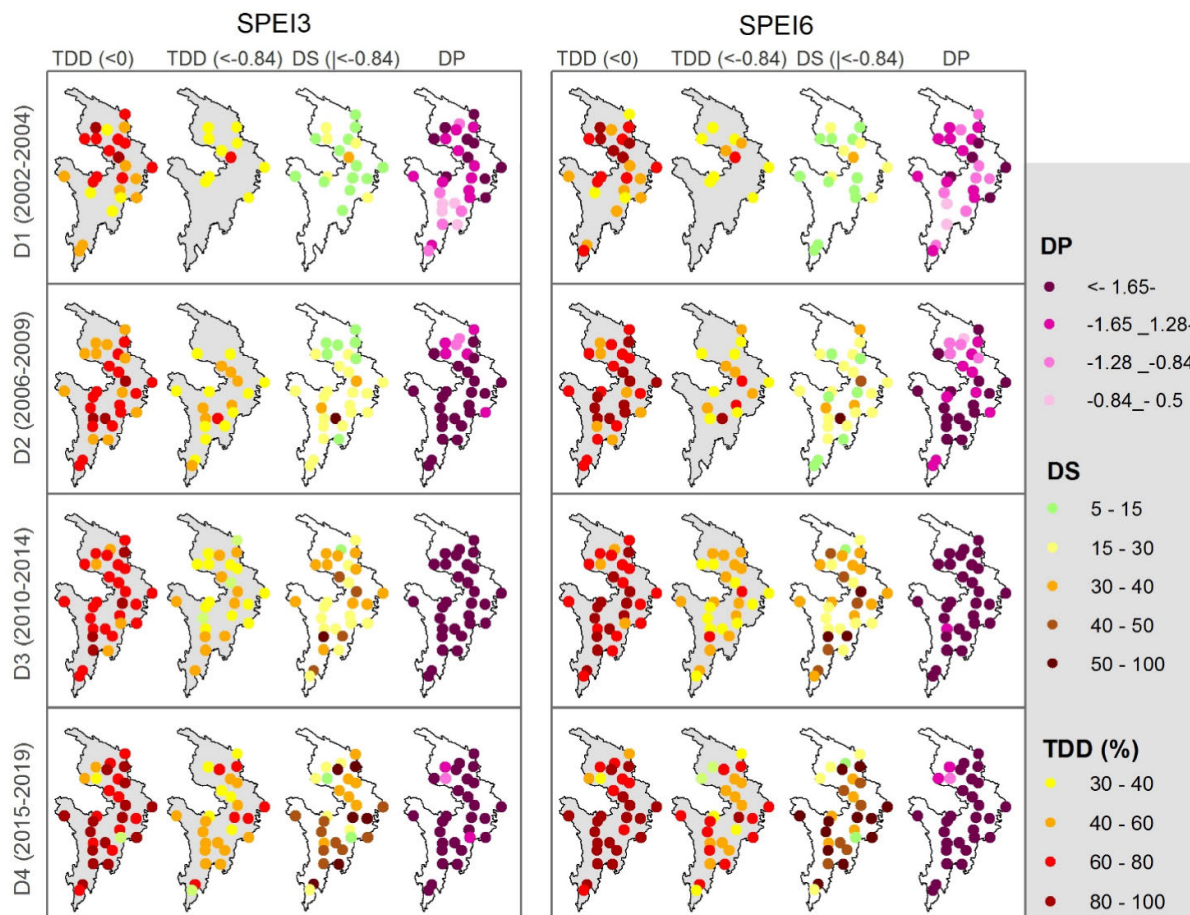 SPEI3
SPEI6
TDD (<0) TDD (<-0.84) DS (|<-0.84) DP
TDD (<0) TDD (<-0.84) DS (|<-0.84) DP
D1 (2002-2004)
D2 (2006-2009)
D3 (2010-2014)
D4 (2015-2019)
DP
<- 1.65-
-1.65 _1.28-
-1.28 _-0.84
-0.84_- 0.5
DS
5 - 15
15 - 30
30 - 40
40 - 50
50 - 100
TDD (%)
30 - 40
40 - 60
60 - 80
80 - 100